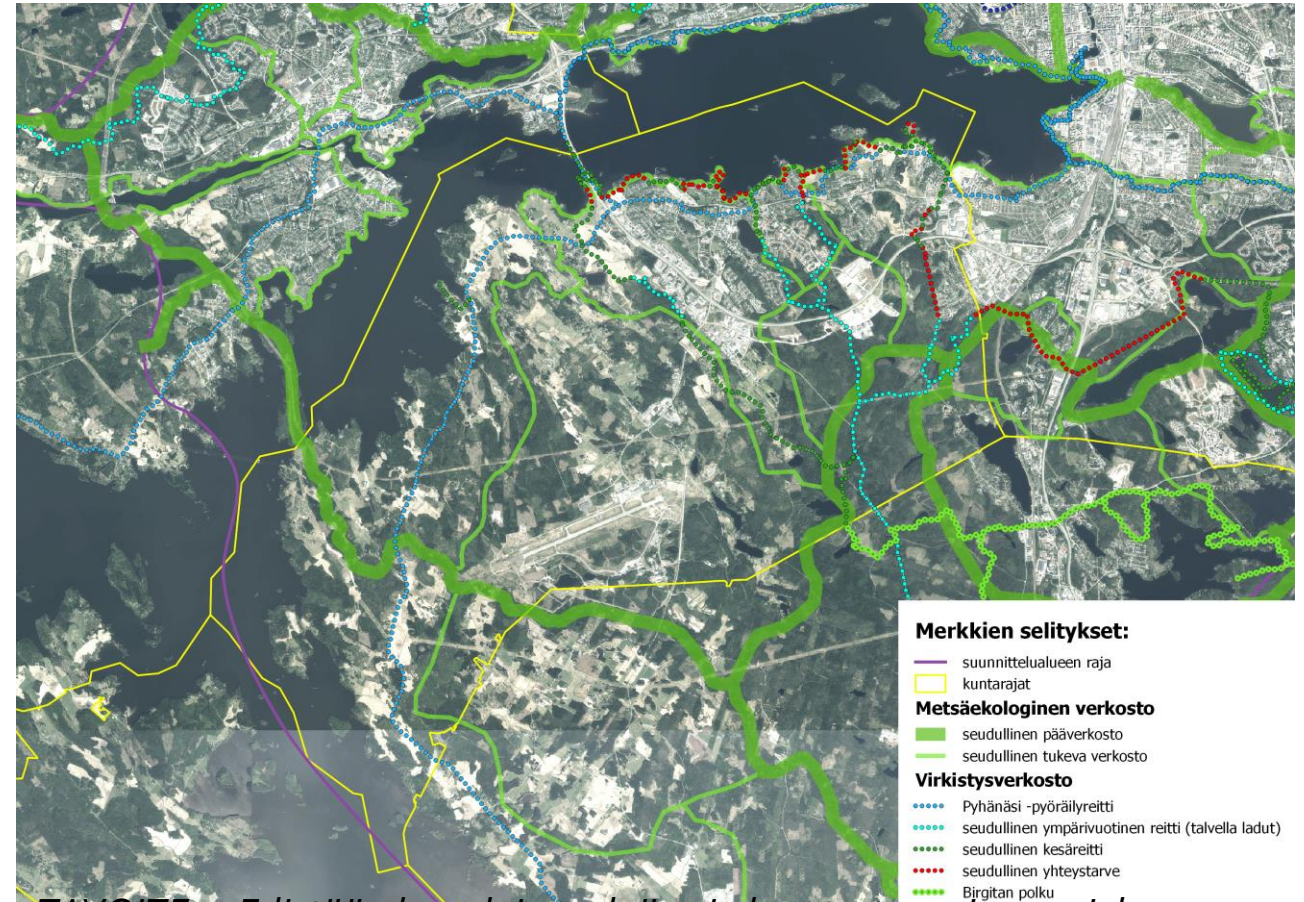 Merkkien selitykset:
suunnittelualueen raja
kuntarajat
Metsäekologinen verkosto
seudullinen pääverkosto
seudullinen tukeva verkosto
Virkistysverkosto
Pyhänäsi -pyöräilyreitti
seudullinen ympärivuotinen reitti (talvella ladut)
seudullinen kesäreitti
seudullinen yhteystarve
Birgitan polku